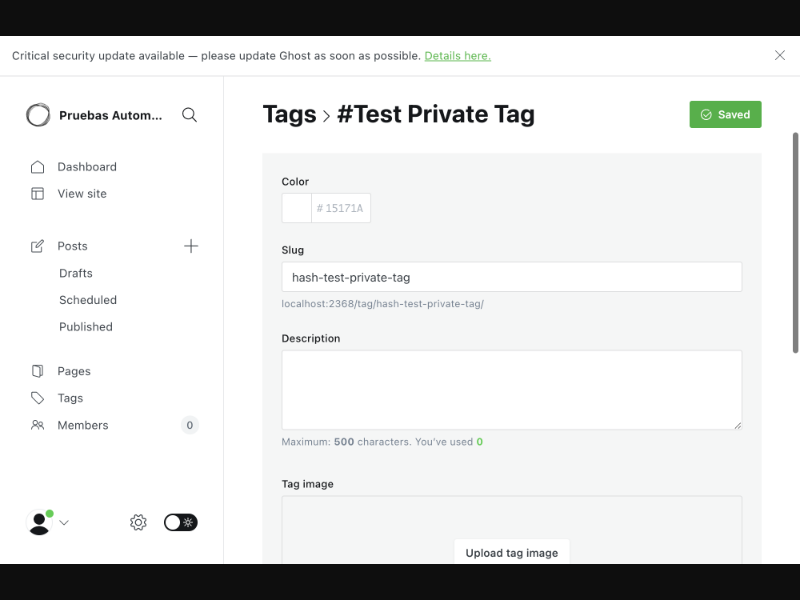 Critical security update available — please update Ghost as soon as possible. Details here.
Pruebas Autom...
Dashboard
View site
Posts
Drafts
Scheduled
Published
Pages
Tags
Members
0
Tags > #Test Private Tag
Saved
Color
# 15171A
Slug
hash-test-private-tag
localhost:2368/tag/hash-test-private-tag/
Description
Maximum: 500 characters. You've used 0
Tag image
Upload tag image